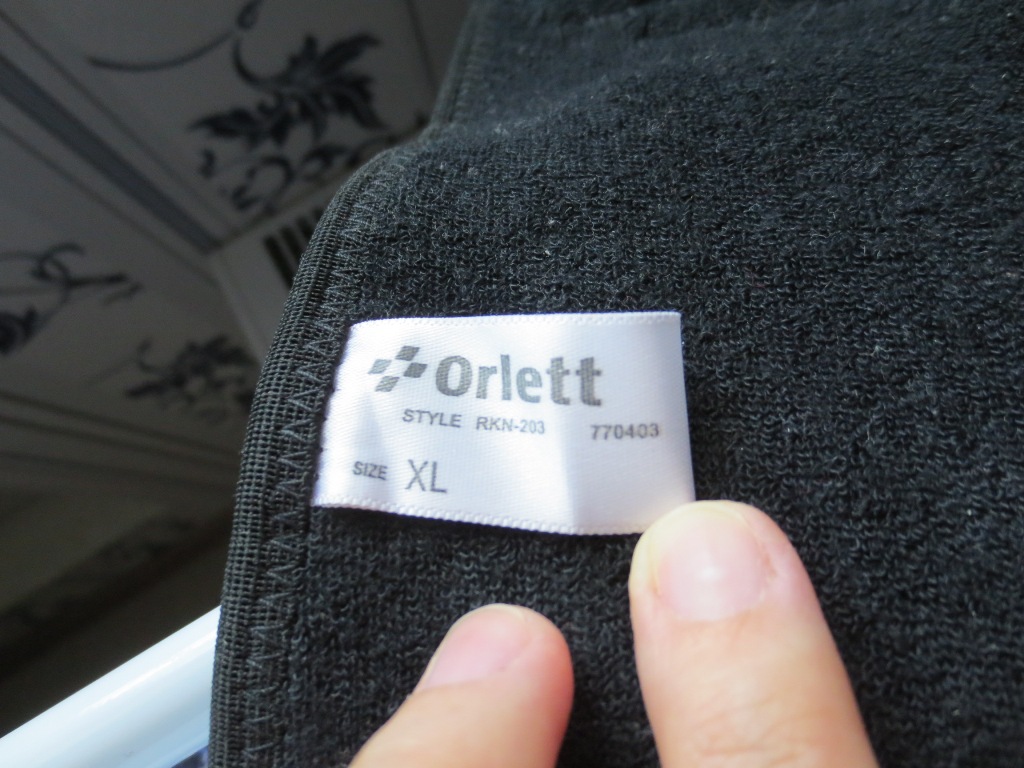 Orlett
STYLE RKN-203 770403
SIZE XL